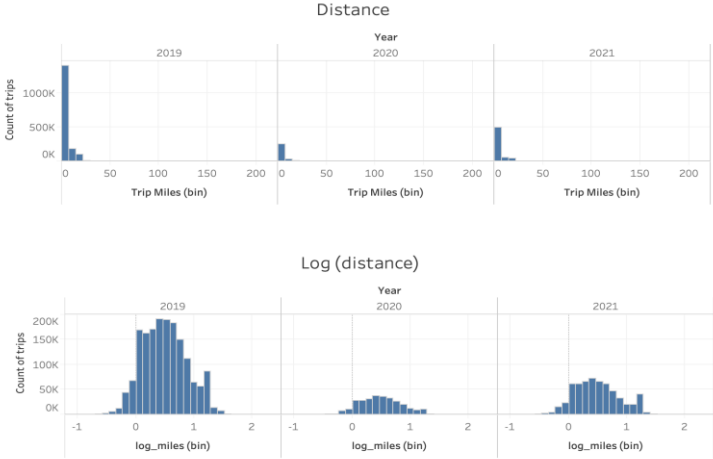 Distance
Year
2019 2020 2021
Count of trips
1000K
500K
0K
0 50 100 150 200 0 50 100 150 200 0 50 100 150 200
Trip Miles (bin) Trip Miles (bin) Trip Miles (bin)
Log (distance)
Year
2019 2020 2021
Count of trips
200K
150K
100K
50K
0K
-1 0 1 2 -1 0 1 2 -1 0 1 2
log_miles (bin) log_miles (bin) log_miles (bin)